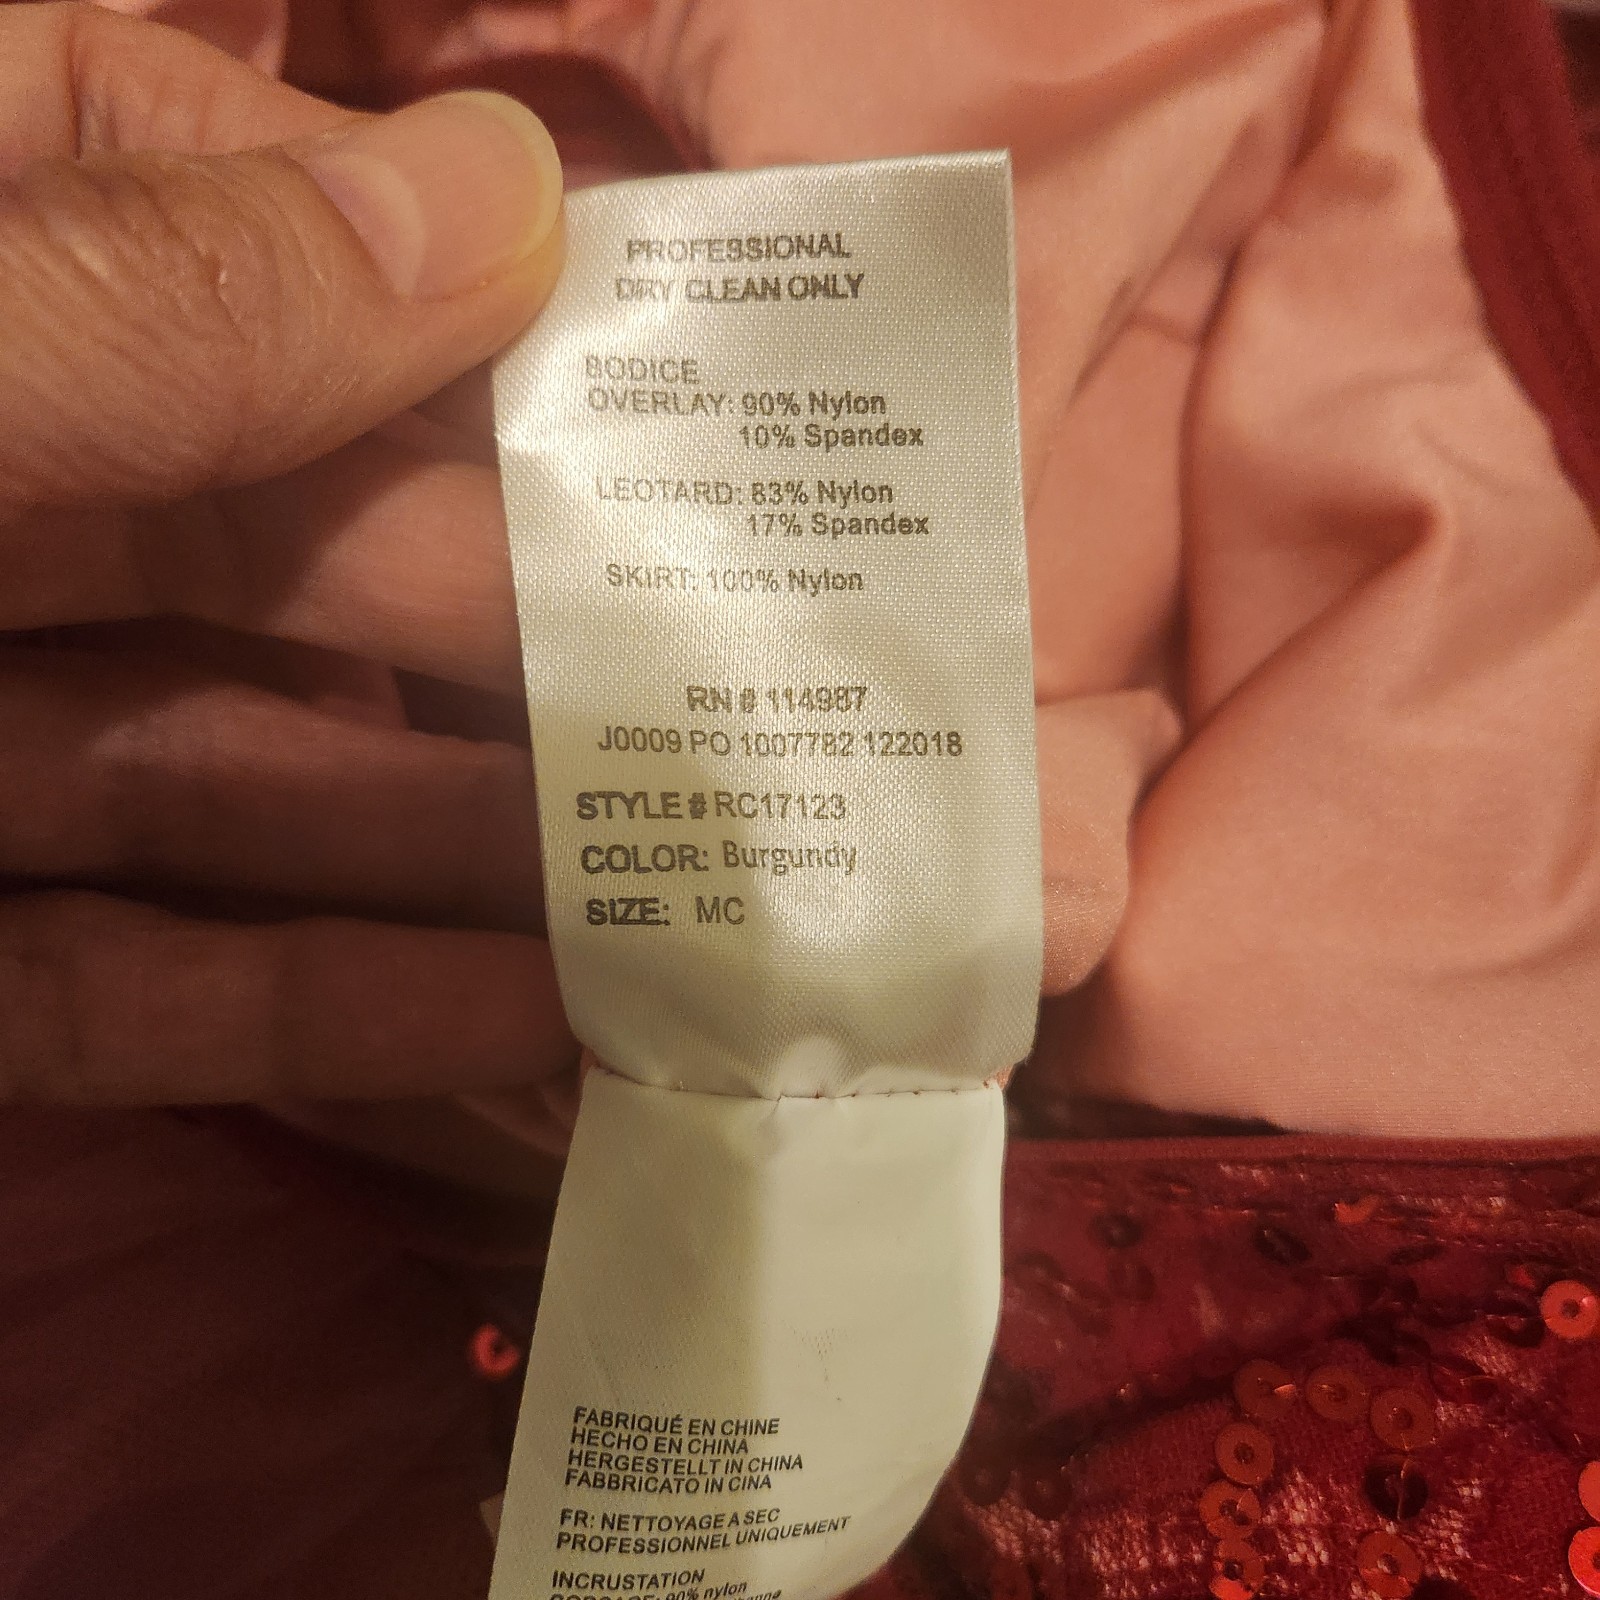 PROFESSIONAL
DRY CLEAN ONLY
BODICE
OVERLAY: 90% Nylon
10% Spandex
LEOTARD: 83% Nylon
17% Spandex
SKIRT: 100% Nylon
RN # 114987
J0009 PO 1007782 122018
STYLE # RC17123
COLOR: Burgundy
SIZE: MC
FABRIQUÉ EN CHINE
HECHO EN CHINA
HERGESTELLT IN CHINA
FABBRICATO IN CINA
FR: NETTOYAGE A SEC
PROFESSIONNEL UNIQUEMENT
INCRUSTATION
90% nylon